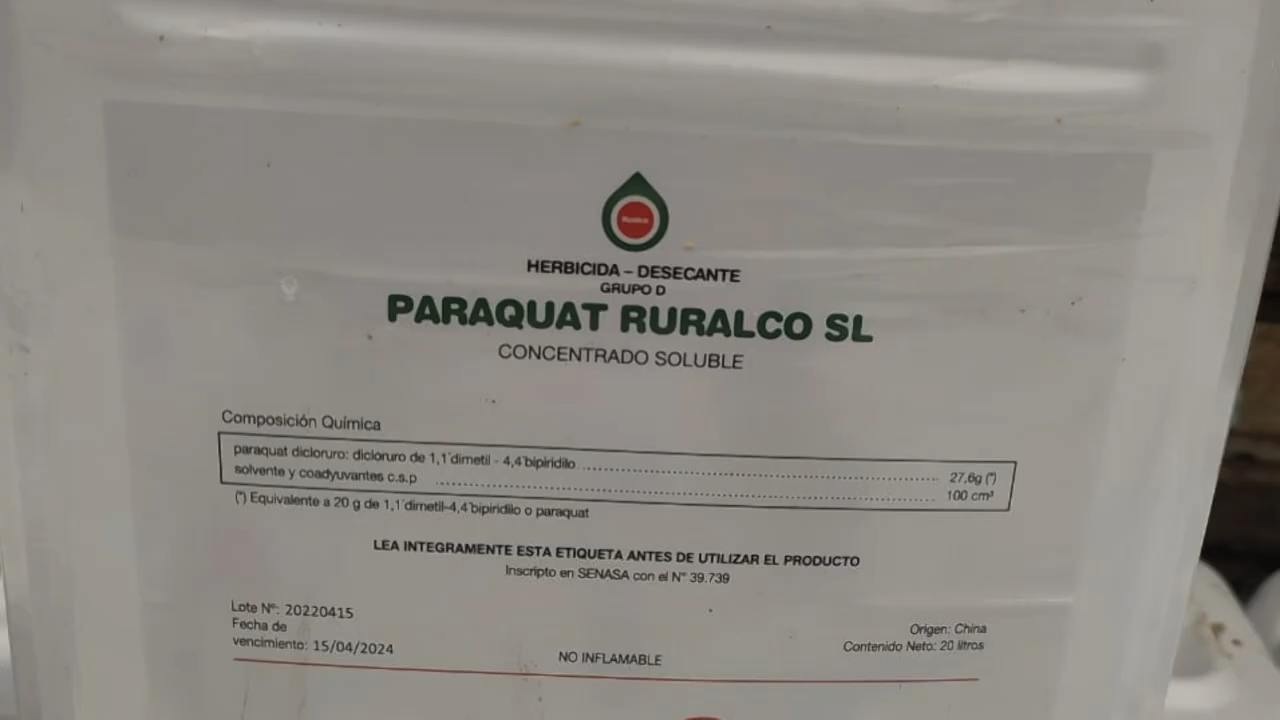 HERBICIDA – DESECANTE
GRUPO D
PARAQUAT RURALCO SL
CONCENTRADO SOLUBLE
Composición Química
paraquat dicloruro: dicloruro de 1,1´dimetil - 4,4´bipiridilo ........................ 27,6g (*)
solvente y coadyuvantes c.s.p ........................ 100 cm³
(*) Equivalente a 20 g de 1,1´dimetil-4,4´bipiridilo o paraquat
LEA INTEGRAMENTE ESTA ETIQUETA ANTES DE UTILIZAR EL PRODUCTO
Inscripto en SENASA con el N° 39.739
Lote Nº: 20220415
Fecha de
vencimiento: 15/04/2024
NO INFLAMABLE
Origen: China
Contenido Neto: 20 litros